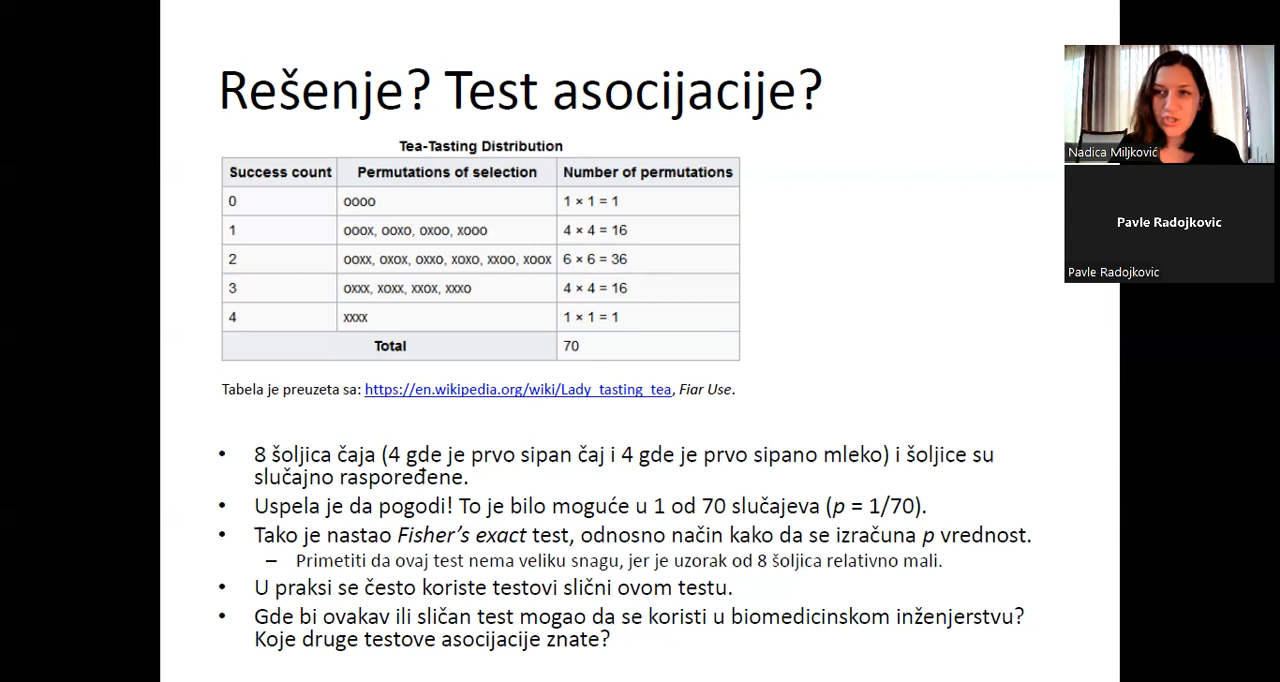 Rešenje? Test asocijacije?
Tea-Tasting Distribution
Success count Permutations of selection Number of permutations
0 oooo 1 × 1 = 1
1 ooox, ooxo, oxoo, xooo 4 × 4 = 16
2 ooxx, oxox, oxxo, xoxo, xxoo, xoox 6 × 6 = 36
3 oxxx, xoxx, xxox, xxxo 4 × 4 = 16
4 xxxx 1 × 1 = 1
Total 70
Tabela je preuzeta sa: https://en.wikipedia.org/wiki/Lady_tasting_tea, Fiar Use.
• 8 šoljica čaja (4 gde je prvo sipan čaj i 4 gde je prvo sipano mleko) i šoljice su
slučajno raspoređene.
• Uspela je da pogodi! To je bilo moguće u 1 od 70 slučajeva (p = 1/70).
• Tako je nastao Fisher's exact test, odnosno način kako da se izračuna p vrednost.
– Primetiti da ovaj test nema veliku snagu, jer je uzorak od 8 šoljica relativno mali.
• U praksi se često koriste testovi slični ovom testu.
• Gde bi ovakav ili sličan test mogao da se koristi u biomedicinskom inženjerstvu?
Koje druge testove asocijacije znate?
Nadica Miljković
Pavle Radojkovic
Pavle Radojkovic